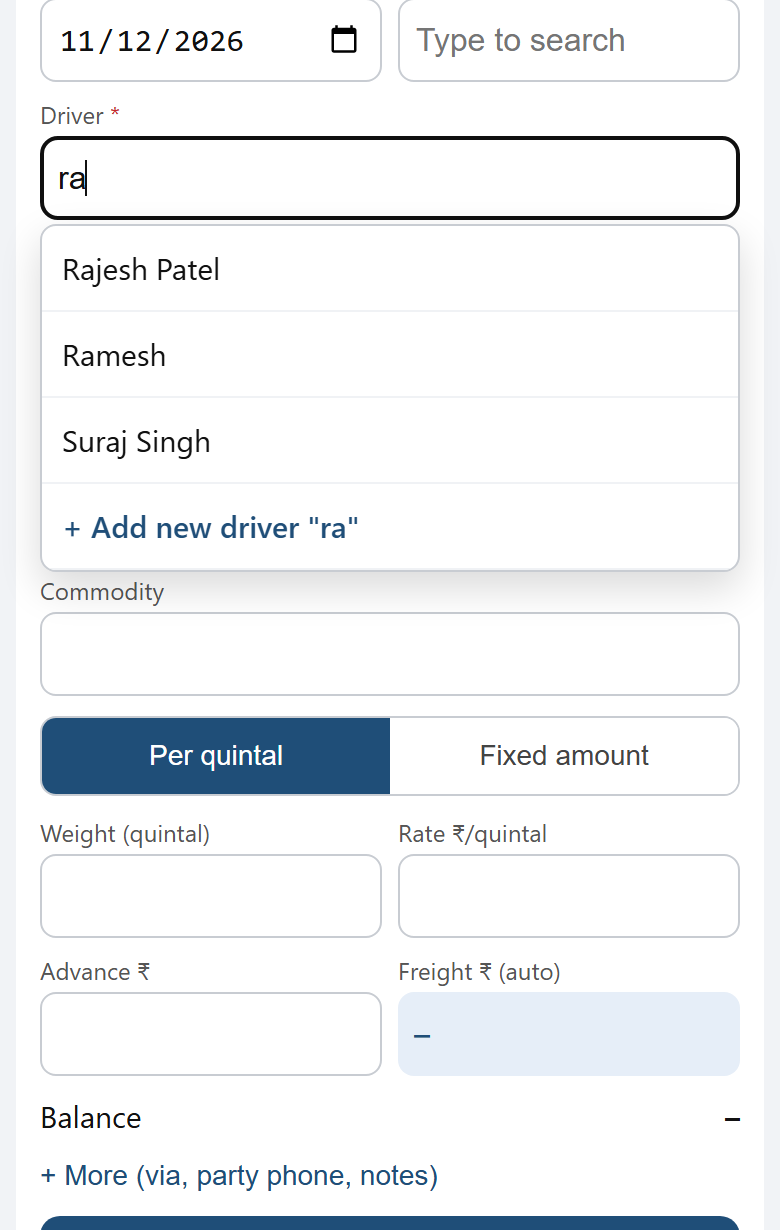 11/12/2026 Type to search
Driver *
ra
Rajesh Patel
Ramesh
Suraj Singh
+ Add new driver "ra"
Commodity
Per quintal Fixed amount
Weight (quintal) Rate ₹/quintal
Advance ₹ Freight ₹ (auto)
–
Balance –
+ More (via, party phone, notes)